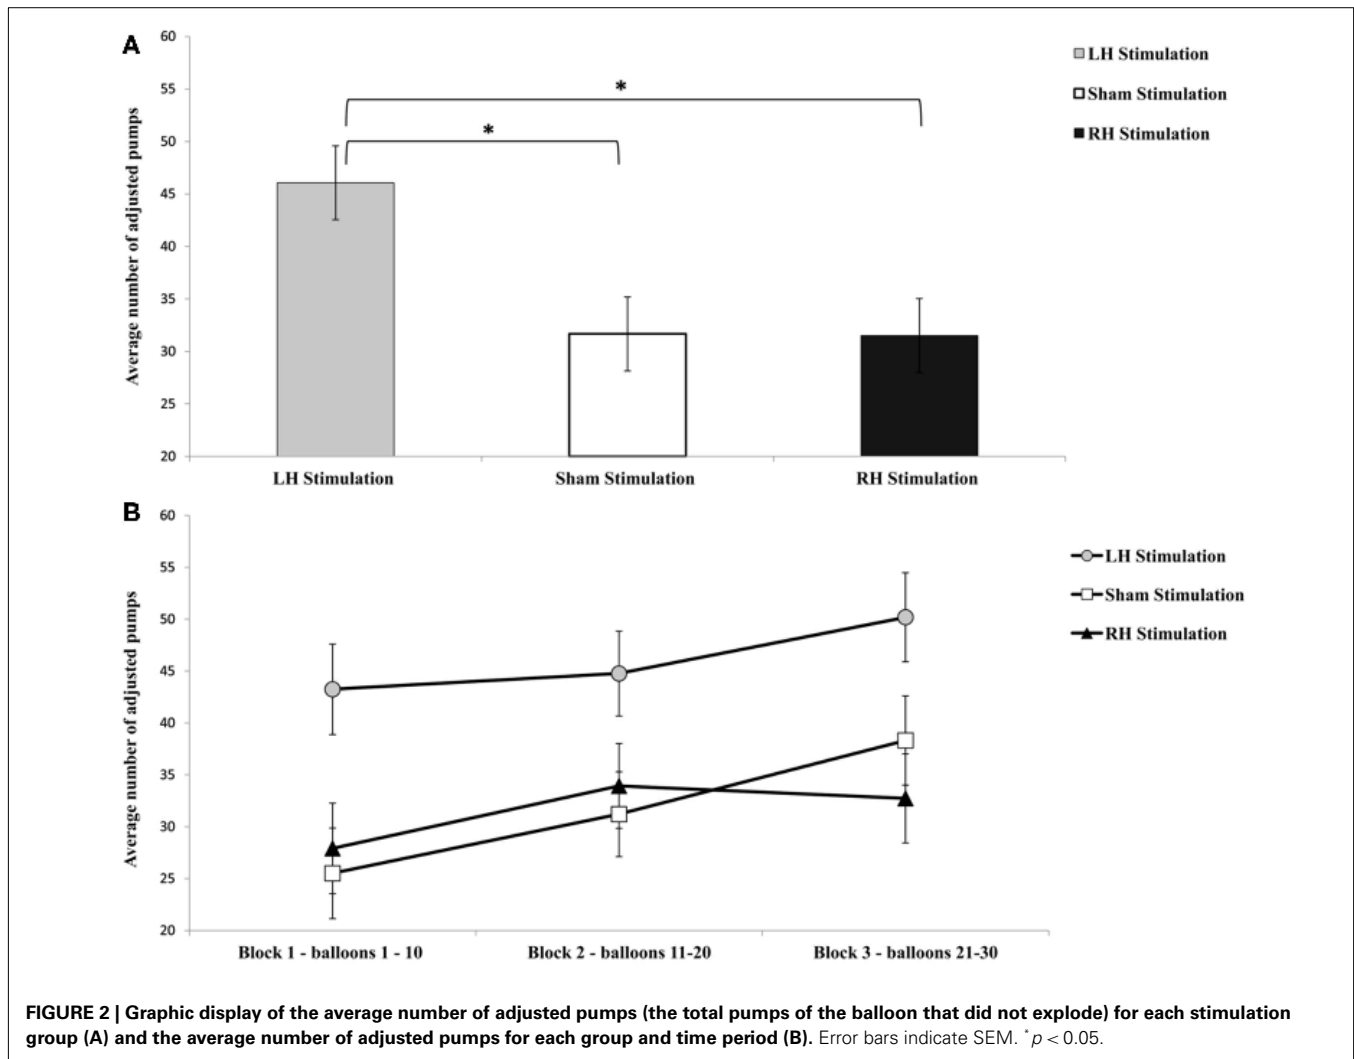 A
60
55
50
45
40
35
30
25
20
Average number of adjusted pumps
*
*
LH Stimulation
Sham Stimulation
RH Stimulation
LH Stimulation
Sham Stimulation
RH Stimulation
B
60
55
50
45
40
35
30
25
20
Average number of adjusted pumps
Block 1 - balloons 1 - 10
Block 2 - balloons 11-20
Block 3 - balloons 21-30
LH Stimulation
Sham Stimulation
RH Stimulation
FIGURE 2 | Graphic display of the average number of adjusted pumps (the total pumps of the balloon that did not explode) for each stimulation
group (A) and the average number of adjusted pumps for each group and time period (B). Error bars indicate SEM. *p < 0.05.